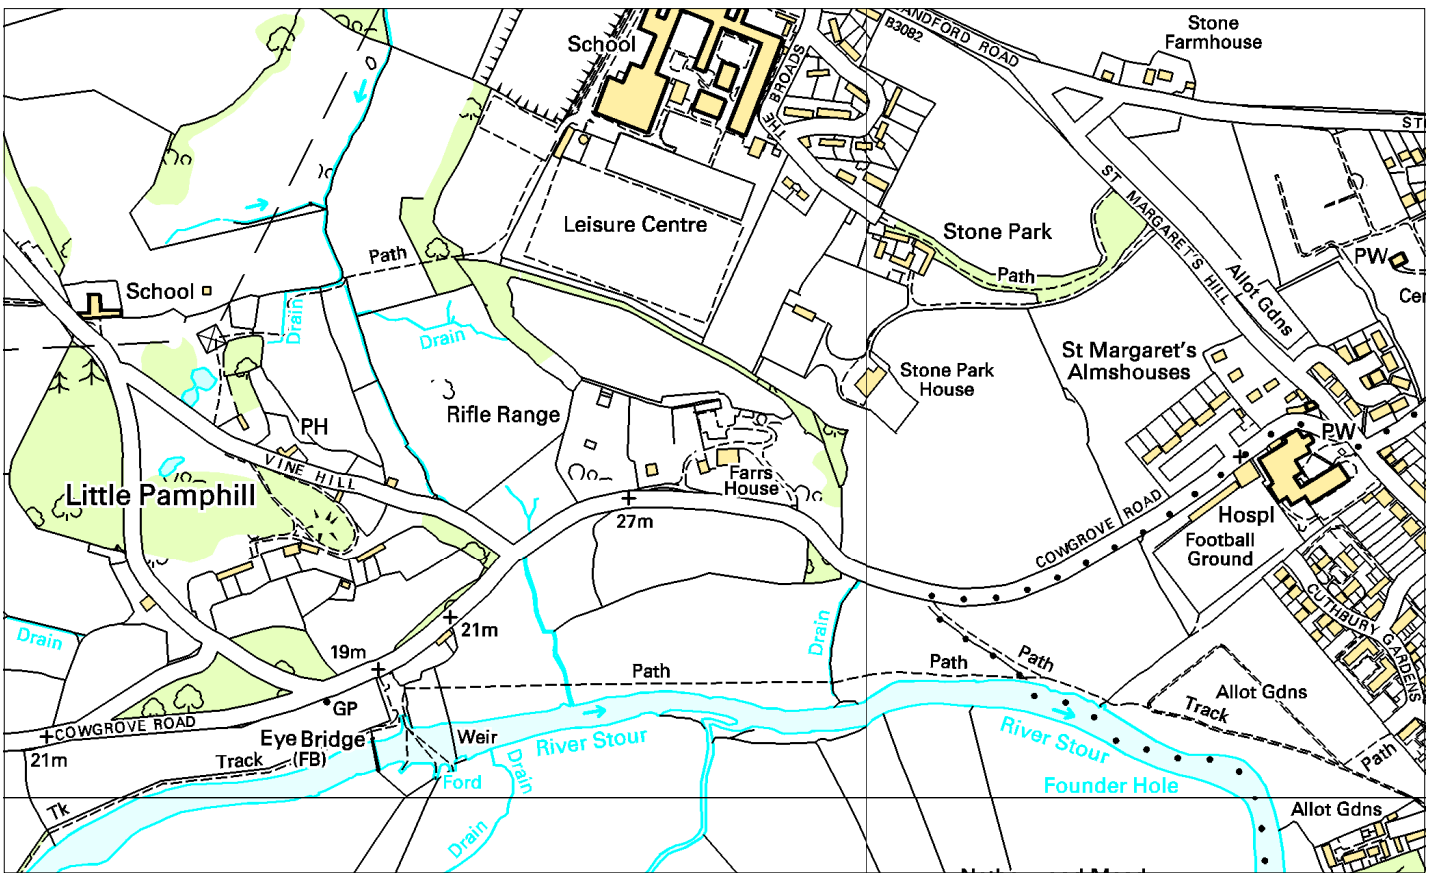 School
THE BROADS
ANDFORD ROAD
B3082
Stone
Farmhouse
ST MARGARET'S HILL
Leisure Centre
Stone Park
Path
Path
PW
Allot Gdns
School
Drain
Drain
St Margaret's
Almshouses
Stone Park
House
Rifle Range
PH
VINE HILL
Little Pamphill
Farrs
House
27m
PW
Hospl
COWGROVE ROAD
Football
Ground
CUTHBURY GARDENS
Drain
21m
19m
Drain
Path
Path
Path
Allot Gdns
Track
GP
COWGROVE ROAD
21m
Eye Bridge
(FB)
Weir
River Stour
River Stour
Track
Drain
Ford
Founder Hole
Path
Tk
Drain
Allot Gdns